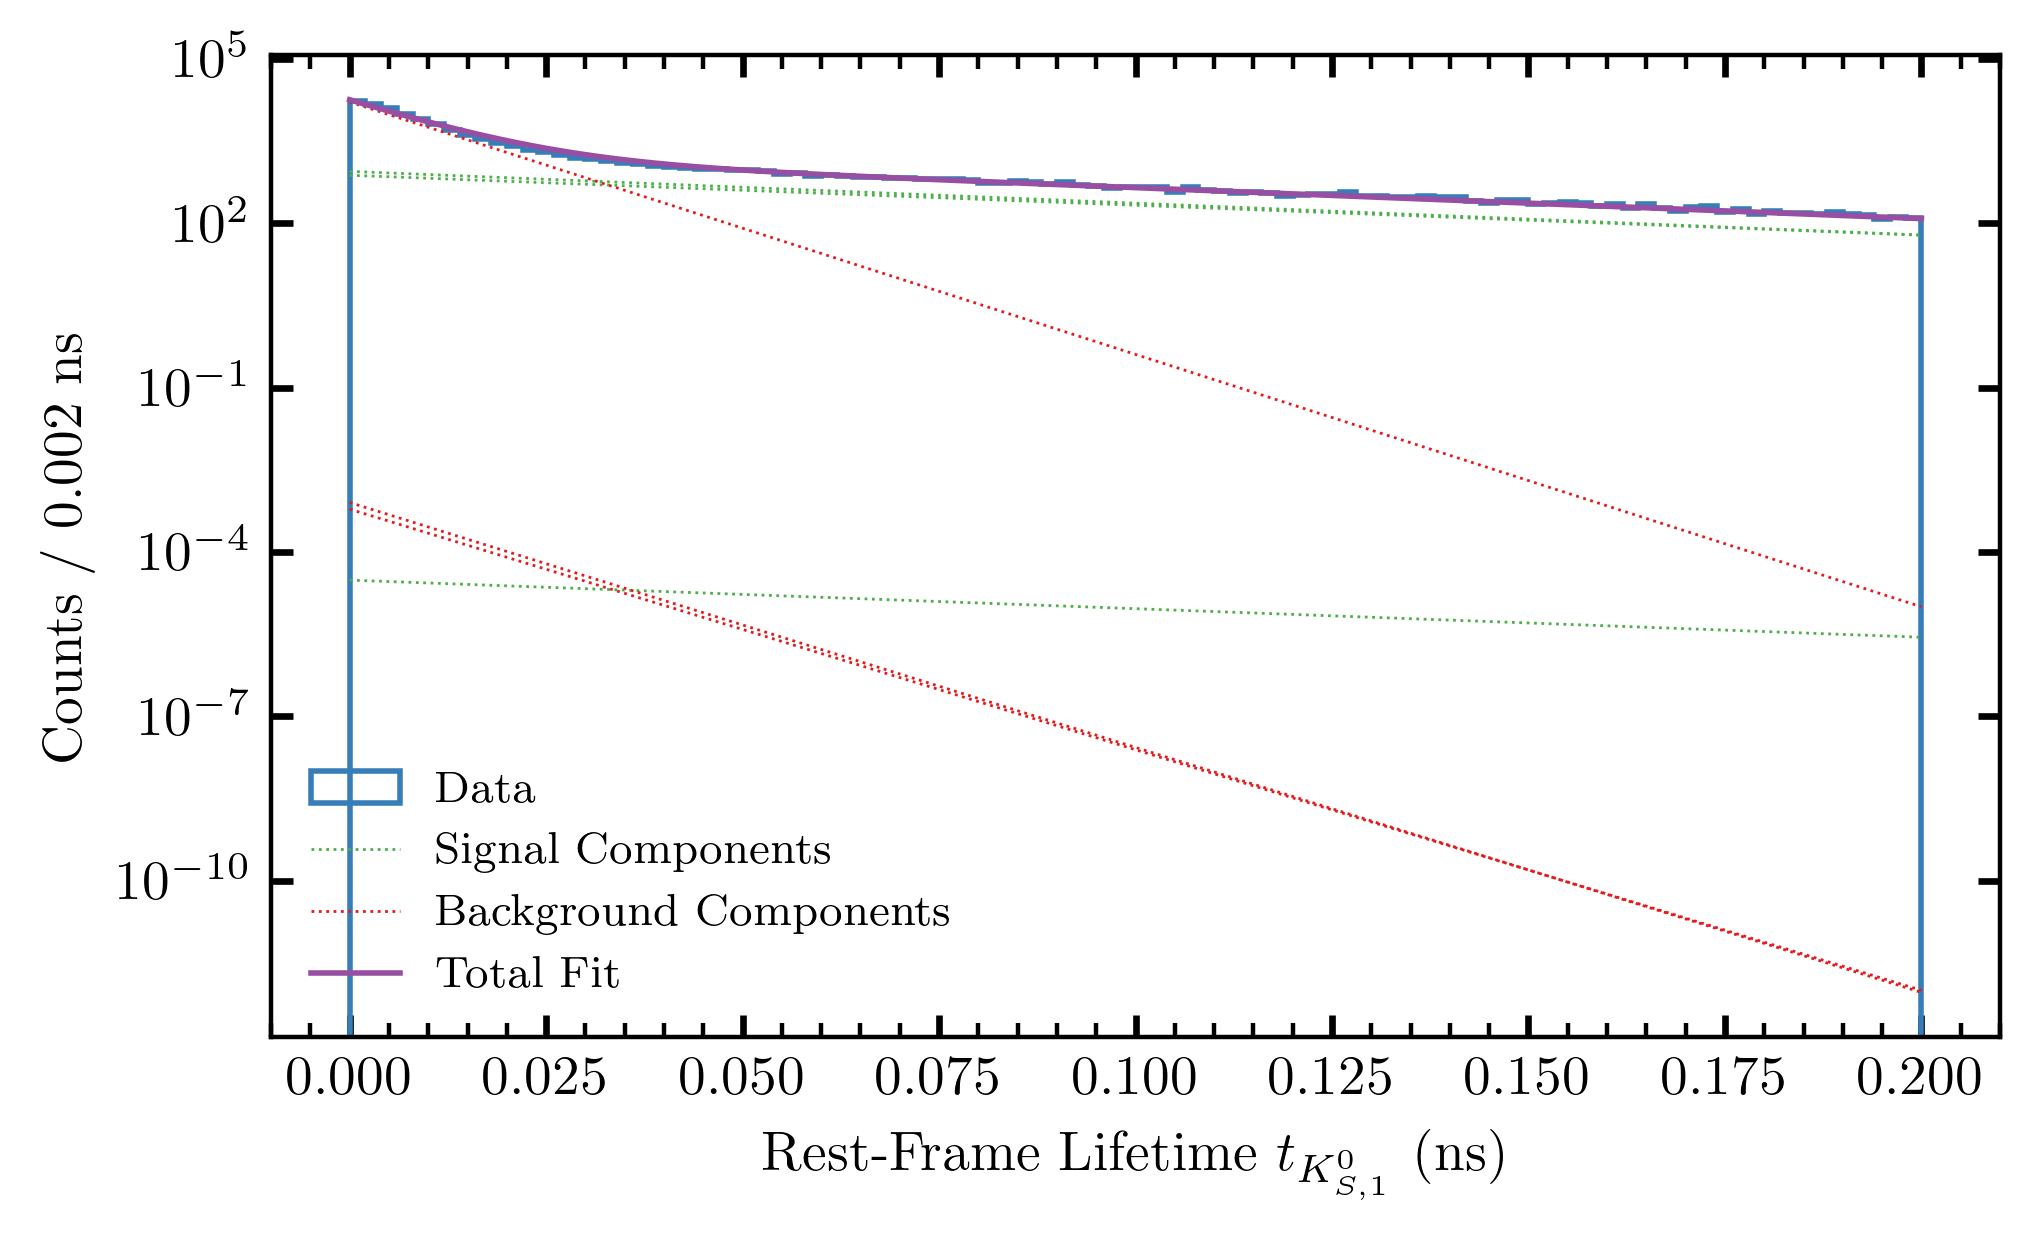 10^5
10^2
10^−1
10^−4
10^−7
10^−10
Counts / 0.002 ns
Data
Signal Components
Background Components
Total Fit
0.000 0.025 0.050 0.075 0.100 0.125 0.150 0.175 0.200
Rest-Frame Lifetime t_{K^0_{S,1}} (ns)